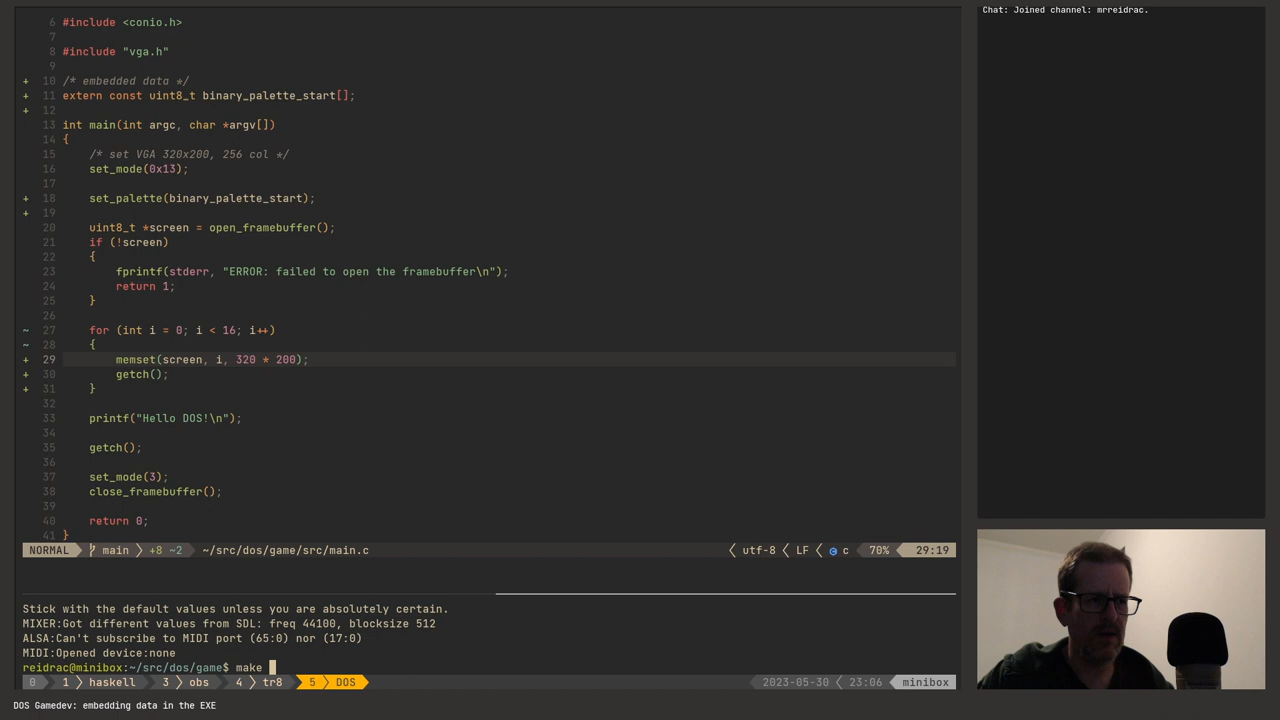 Chat: Joined channel: mrreidrac.
6 #include <conio.h>
7
8 #include "vga.h"
9
+ 10 /* embedded data */
+ 11 extern const uint8_t binary_palette_start[];
+ 12
13 int main(int argc, char *argv[])
14 {
15     /* set VGA 320x200, 256 col */
16     set_mode(0x13);
17
+ 18     set_palette(binary_palette_start);
+ 19
20     uint8_t *screen = open_framebuffer();
21     if (!screen)
22     {
23         fprintf(stderr, "ERROR: failed to open the framebuffer\n");
24         return 1;
25     }
26
~ 27     for (int i = 0; i < 16; i++)
~ 28     {
+ 29         memset(screen, i, 320 * 200);
+ 30         getch();
+ 31     }
32
33     printf("Hello DOS!\n");
34
35     getch();
36
37     set_mode(3);
38     close_framebuffer();
39
40     return 0;
41 }
NORMAL main +8 ~2 ~/src/dos/game/src/main.c utf-8 LF c 70% 29:19
Stick with the default values unless you are absolutely certain.
MIXER:Got different values from SDL: freq 44100, blocksize 512
ALSA:Can't subscribe to MIDI port (65:0) nor (17:0)
MIDI:Opened device:none
reidrac@minibox:~/src/dos/game$ make
0 1 haskell 3 obs 4 tr8 5 DOS 2023-05-30 23:06 minibox
DOS Gamedev: embedding data in the EXE